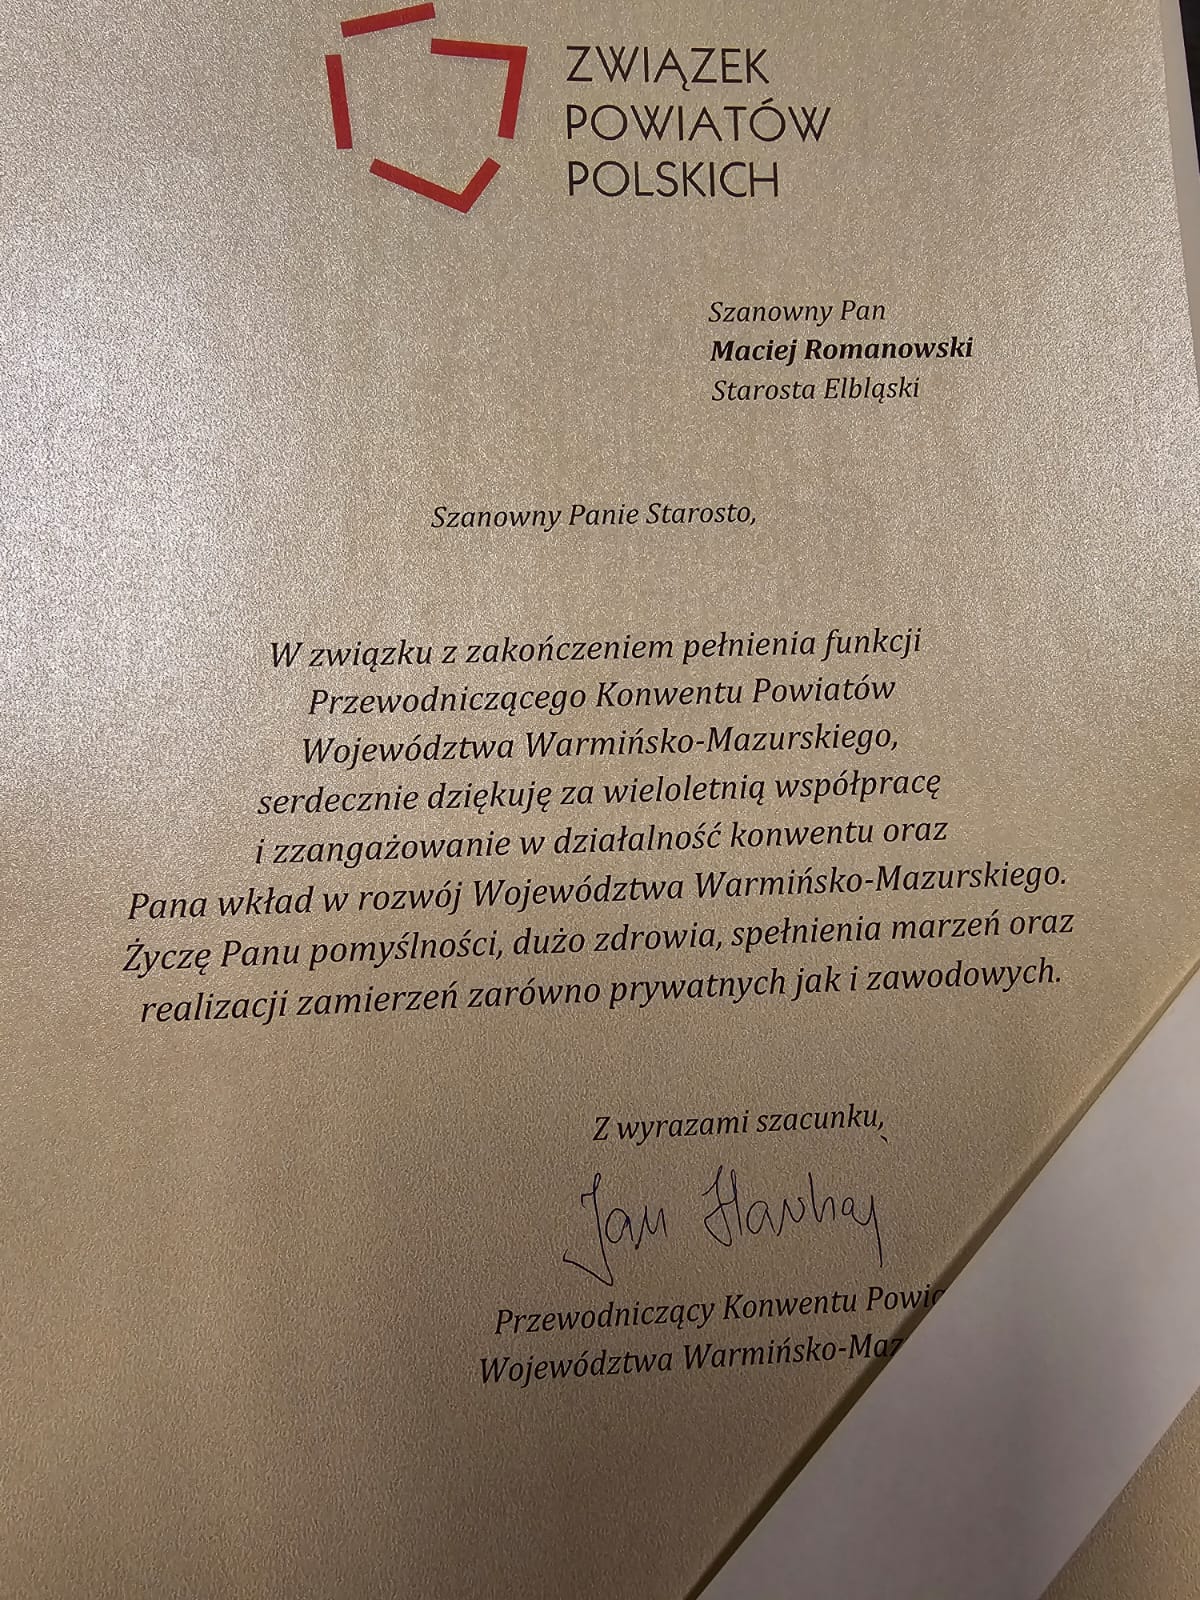 ZWIĄZEK
POWIATÓW
POLSKICH
Szanowny Pan
Maciej Romanowski
Starosta Elbląski
Szanowny Panie Starosto,
W związku z zakończeniem pełnienia funkcji
Przewodniczącego Konwentu Powiatów
Województwa Warmińsko-Mazurskiego,
serdecznie dziękuję za wieloletnią współpracę
i zzangażowanie w działalność konwentu oraz
Pana wkład w rozwój Województwa Warmińsko-Mazurskiego.
Życzę Panu pomyślności, dużo zdrowia, spełnienia marzeń oraz
realizacji zamierzeń zarówno prywatnych jak i zawodowych.
Z wyrazami szacunku,
Jan
Przewodniczący Konwentu
Województwa